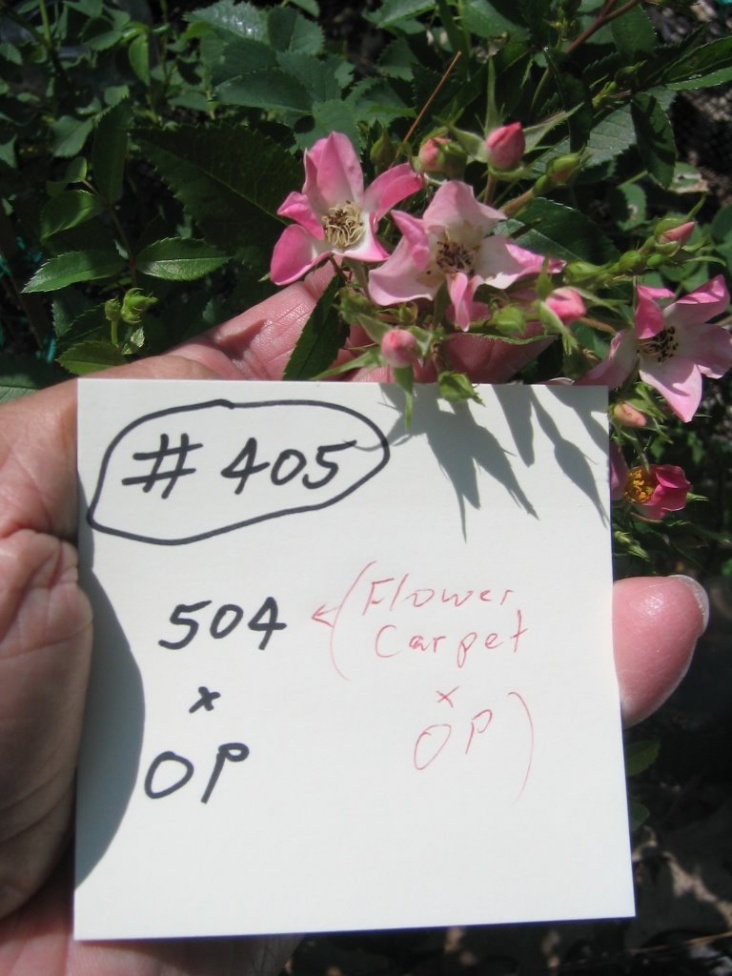 # 405
504 ← (Flower
Carpet
x x
OP OP)